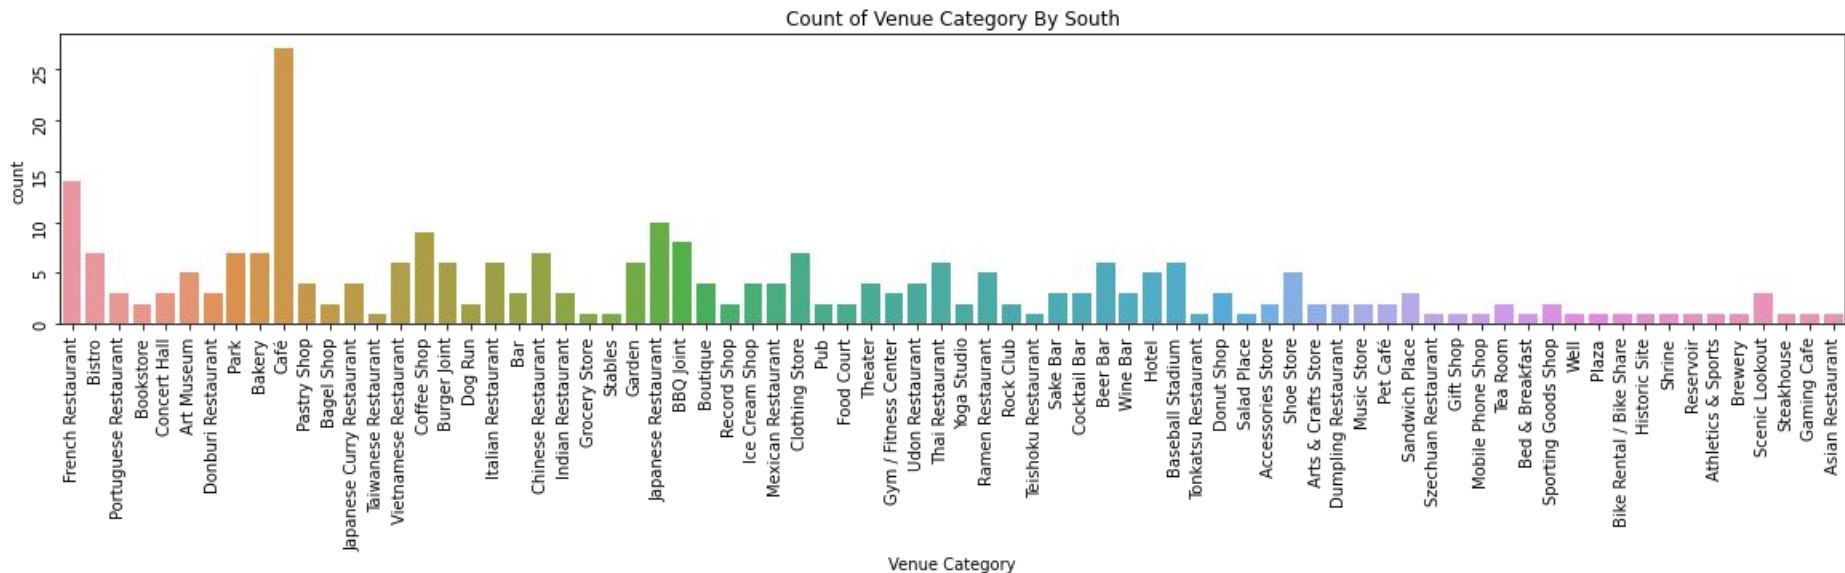 Count of Venue Category By South
count
25
20
15
10
5
0
French Restaurant
Bistro
Portuguese Restaurant
Bookstore
Concert Hall
Art Museum
Donburi Restaurant
Park
Bakery
Café
Pastry Shop
Bagel Shop
Japanese Curry Restaurant
Taiwanese Restaurant
Vietnamese Restaurant
Coffee Shop
Burger Joint
Dog Run
Italian Restaurant
Bar
Chinese Restaurant
Indian Restaurant
Grocery Store
Stables
Garden
Japanese Restaurant
BBQ Joint
Boutique
Record Shop
Ice Cream Shop
Mexican Restaurant
Clothing Store
Pub
Food Court
Theater
Gym / Fitness Center
Udon Restaurant
Thai Restaurant
Yoga Studio
Ramen Restaurant
Rock Club
Teishoku Restaurant
Sake Bar
Cocktail Bar
Beer Bar
Wine Bar
Hotel
Baseball Stadium
Tonkatsu Restaurant
Donut Shop
Salad Place
Accessories Store
Shoe Store
Arts & Crafts Store
Dumpling Restaurant
Music Store
Pet Café
Sandwich Place
Szechuan Restaurant
Gift Shop
Mobile Phone Shop
Tea Room
Bed & Breakfast
Sporting Goods Shop
Well
Plaza
Bike Rental / Bike Share
Historic Site
Shrine
Reservoir
Athletics & Sports
Brewery
Scenic Lookout
Steakhouse
Gaming Cafe
Asian Restaurant
Venue Category